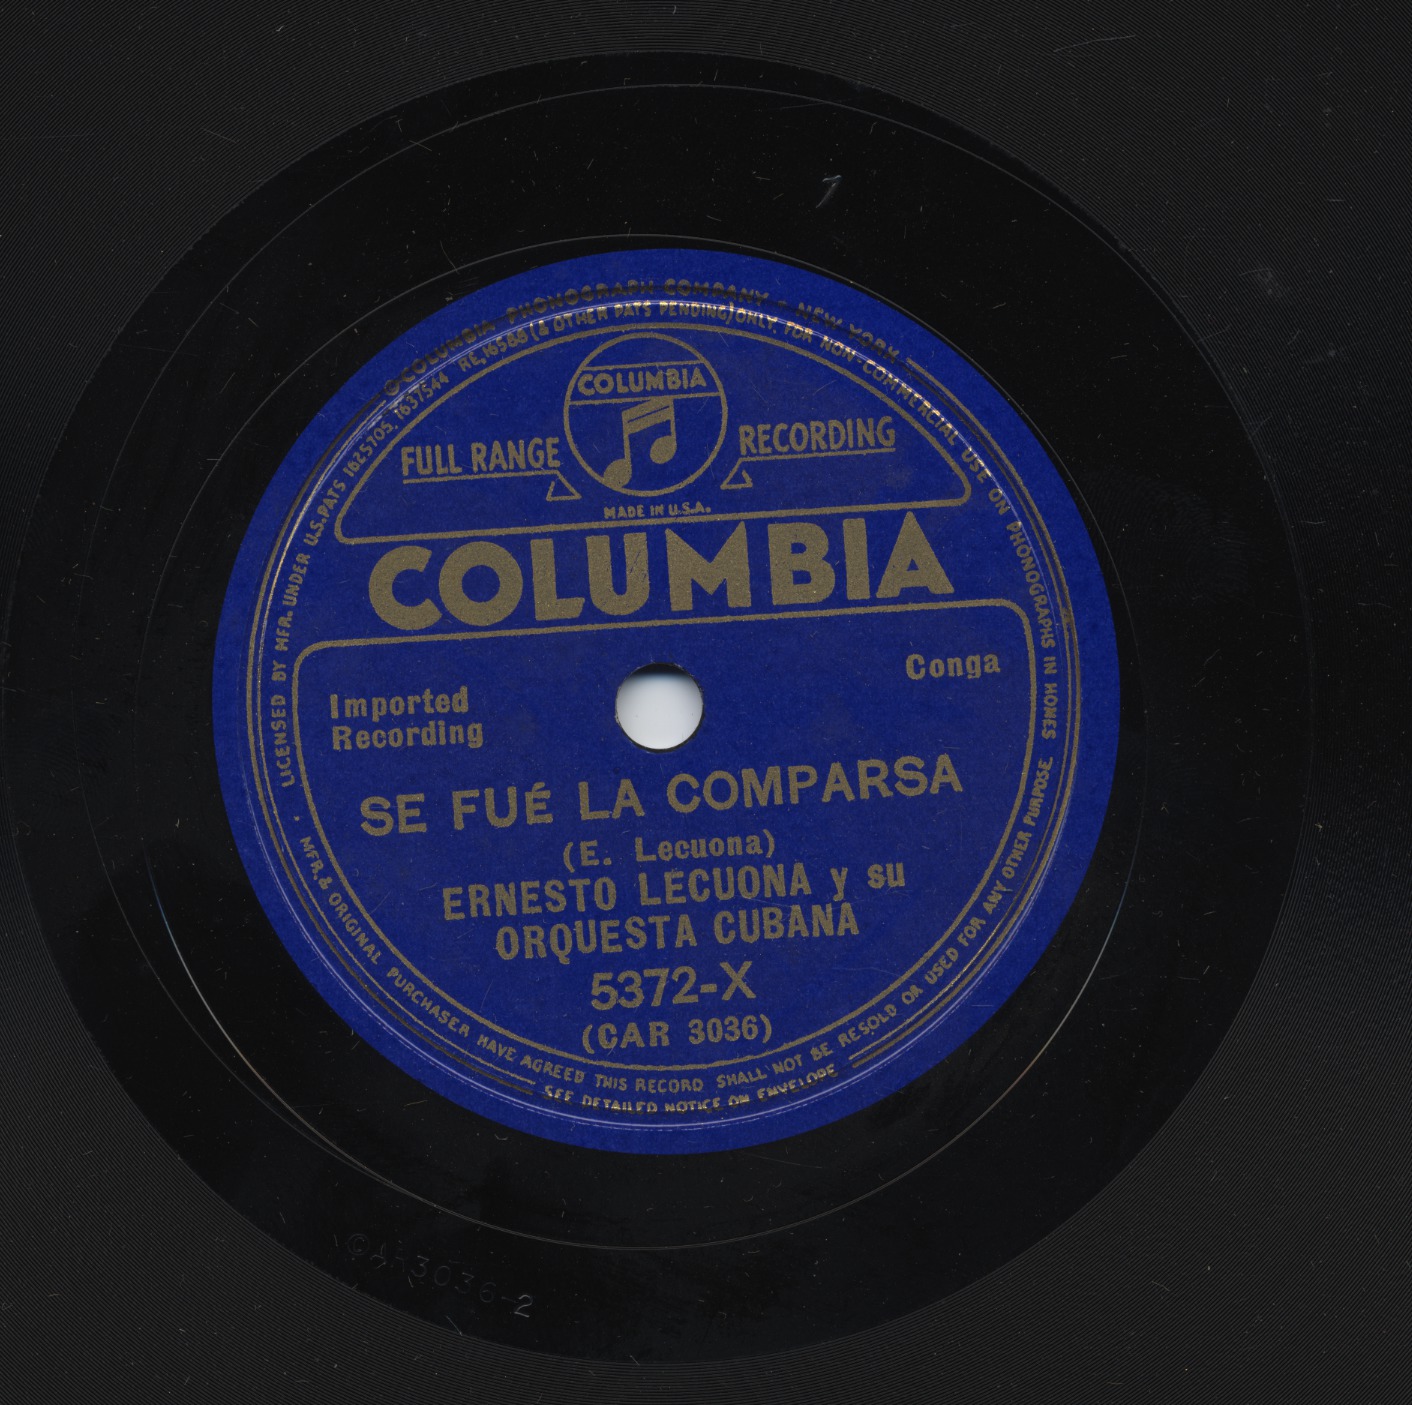 ©COLUMBIA PHONOGRAPH COMPANY - NEW YORK
LICENSED BY MFR. UNDER U.S.PATS 1625705, 1637544 RE,16588 (& OTHER PATS PENDING) ONLY, FOR NON-COMMERCIAL USE ON PHONOGRAPHS IN HOMES
COLUMBIA
FULL RANGE RECORDING
MADE IN U.S.A.
COLUMBIA
Conga
Imported
Recording
SE FUÉ LA COMPARSA
(E. Lecuona)
ERNESTO LECUONA y su
ORQUESTA CUBANA
5372-X
(CAR 3036)
MFR. & ORIGINAL PURCHASER HAVE AGREED THIS RECORD SHALL NOT BE RESOLD OR USED FOR ANY OTHER PURPOSE
SEE DETAILED NOTICE ON ENVELOPE
3036-2